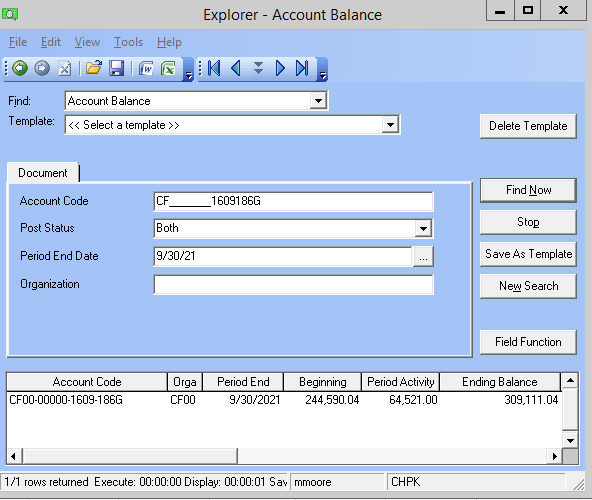 Explorer - Account Balance
File Edit View Tools Help
Find: Account Balance
Template: << Select a template >> Delete Template
Document
Account Code CF_______1609186G Find Now
Post Status Both Stop
Period End Date 9/30/21 ... Save As Template
Organization New Search
Field Function
Account Code Orga Period End Beginning Period Activity Ending Balance
CF00-00000-1609-186G CF00 9/30/2021 244,590.04 64,521.00 309,111.04
1/1 rows returned Execute: 00:00:00 Display: 00:00:01 Sav mmoore CHPK